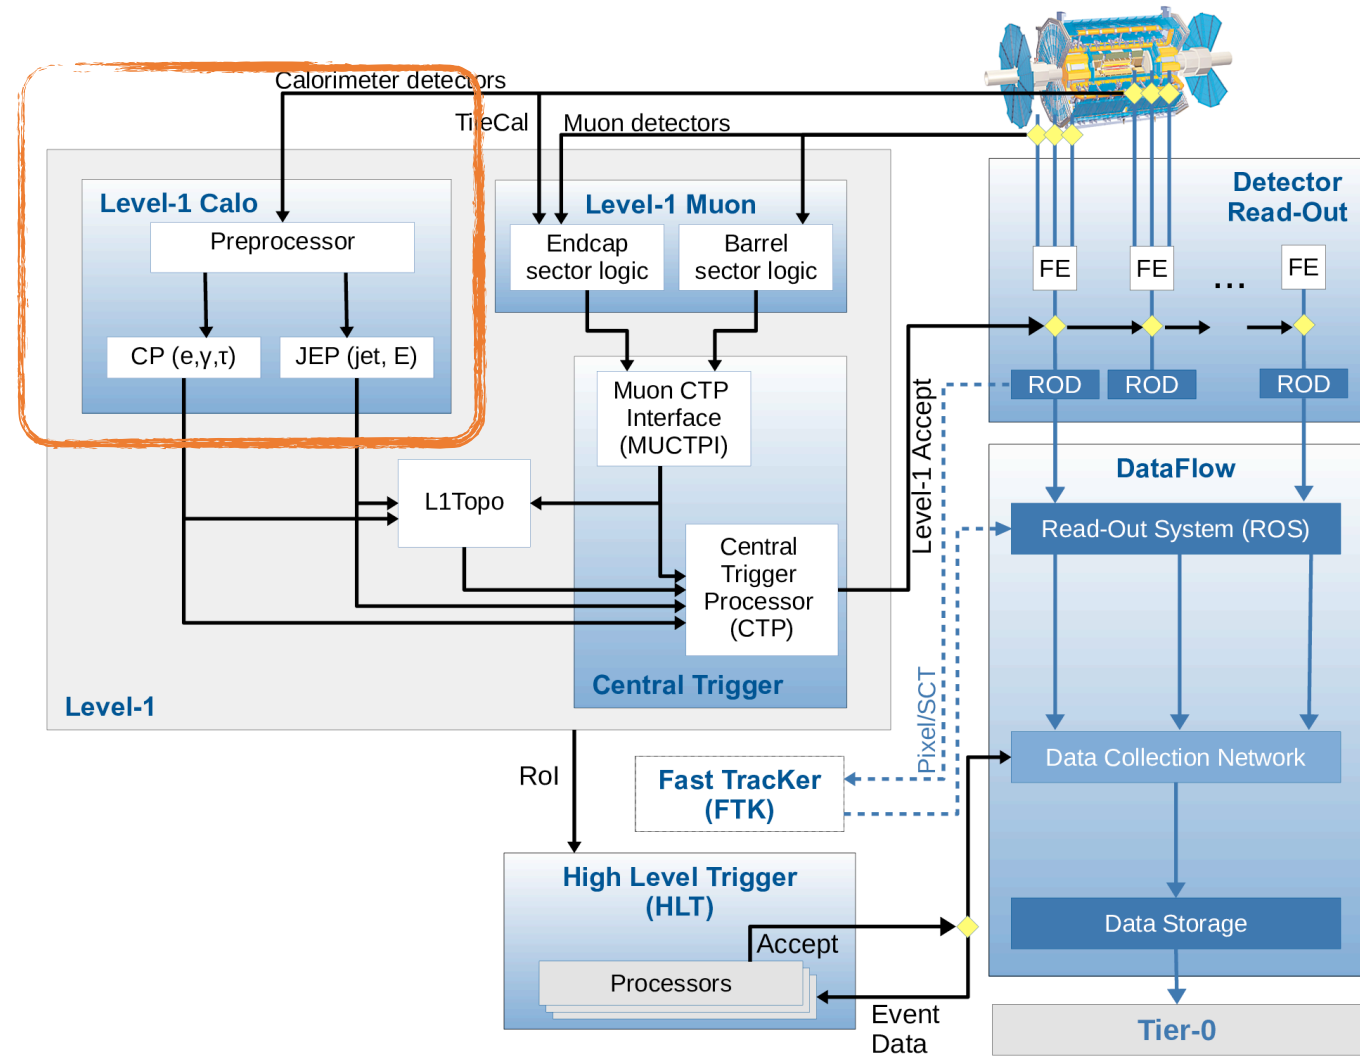 Calorimeter detectors
TileCal
Muon detectors
Level-1 Calo
Preprocessor
CP (e,γ,τ)
JEP (jet, E)
Level-1 Muon
Endcap
sector logic
Barrel
sector logic
Muon CTP
Interface
(MUCTPI)
L1Topo
Central
Trigger
Processor
(CTP)
Central Trigger
Level-1
Level-1 Accept
Detector
Read-Out
FE
FE
...
FE
ROD
ROD
ROD
DataFlow
Read-Out System (ROS)
Pixel/SCT
Data Collection Network
RoI
Fast TracKer
(FTK)
High Level Trigger
(HLT)
Accept
Processors
Event
Data
Data Storage
Tier-0